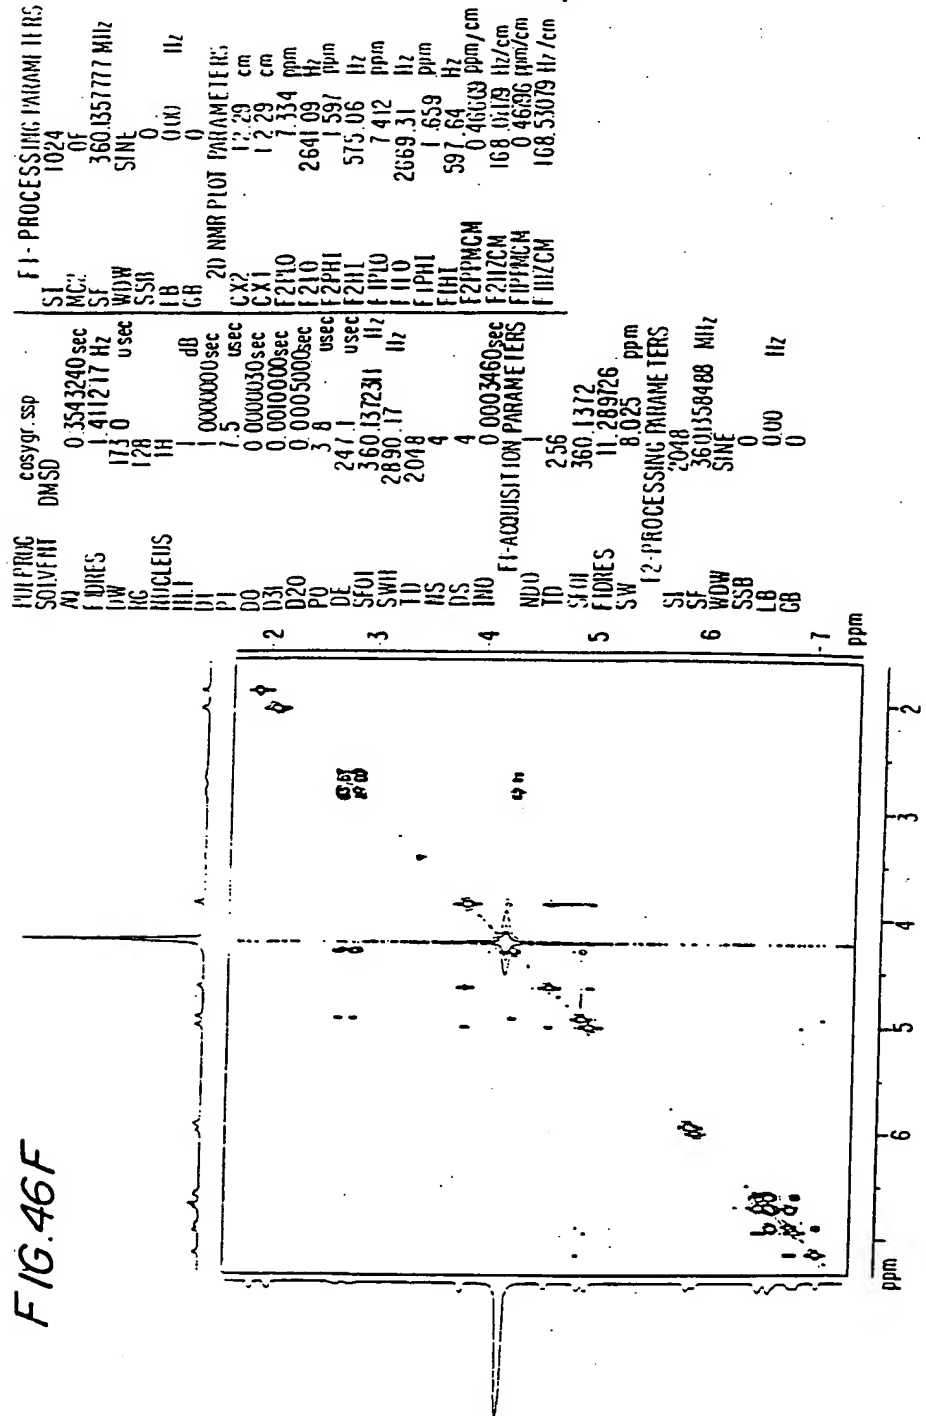 FIG. 46F
PULPROG cosygr.ssp
SOLVENT DMSO
AQ 0.3543240 sec
FIDRES 1.411217 Hz
DW 173 0 usec
RG 128
NUCLEUS 1H
HL1 1 dB
D1 1 0000000sec
P1 7.5 usec
D0 0 0000030sec
D31 0.0010000sec
D20 0.0005000sec
P0 3 8 usec
DE 247.1 usec
SFO1 360.1372311 Hz
SWH 2890.17 Hz
TD 2048
NS 4
DS 4
IN0 0 0003460sec
F1-ACQUISITION PARAMETERS
ND0 1
TD 256
SFO1 360.1372
FIDRES 11.289726
SW 8.025 ppm
F2-PROCESSING PARAMETERS
SI 2048
SF 360.1358488 MHz
WDW SINE
SSB 0
LB 0.00 Hz
GB 0
F1-PROCESSING PARAMETERS
SI 1024
MC2 QF
SF 360.1357777 MHz
WDW SINE
SSB 0
LB 0.00 Hz
GB 0
2D NMR PLOT PARAMETERS
CX2 12.29 cm
CX1 12.29 cm
F2PLO 7.334 ppm
F2LO 2641 09 Hz
F2PHI 1 597 ppm
F2HI 575.06 Hz
F1PLO 7 412 ppm
F1LO 2669.31 Hz
F1PHI 1 659 ppm
F1HI 597.64 Hz
F2PPMCM ppm/cm
F2HZCM Hz/cm
F1PPMCM 0 46796 ppm/cm
F1HZCM 168.53079 Hz/cm
2
3
4
5
6
7
ppm
2
3
4
5
6
ppm